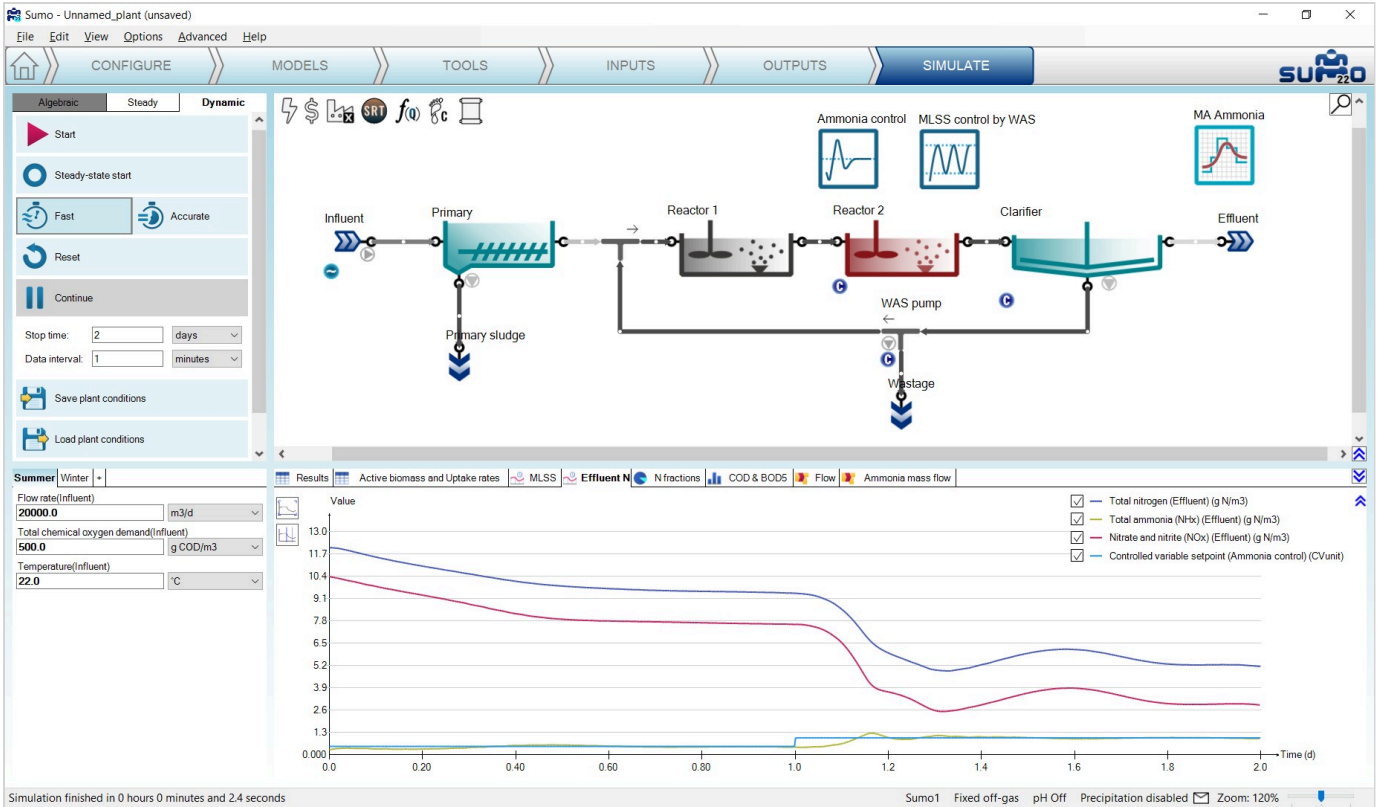 Sumo - Unnamed_plant (unsaved)
File Edit View Options Advanced Help
CONFIGURE MODELS TOOLS INPUTS OUTPUTS SIMULATE
SUMO 22
Algebraic Steady Dynamic
Start
Steady-state start
Fast Accurate
Reset
Continue
Stop time: 2 days
Data interval: 1 minutes
Save plant conditions
Load plant conditions
$ SRT f(Q) C
Ammonia control MLSS control by WAS MA Ammonia
Influent Primary Reactor 1 Reactor 2 Clarifier Effluent
C C
WAS pump
C
Primary sludge
Wastage
Summer Winter +
Flow rate(Influent)
20000.0 m3/d
Total chemical oxygen demand(Influent)
500.0 g COD/m3
Temperature(Influent)
22.0 °C
Results Active biomass and Uptake rates MLSS Effluent N N fractions COD & BOD5 Flow Ammonia mass flow
Value
Total nitrogen (Effluent) (g N/m3)
Total ammonia (NHx) (Effluent) (g N/m3)
Nitrate and nitrite (NOx) (Effluent) (g N/m3)
Controlled variable setpoint (Ammonia control) (CVunit)
13.0
11.7
10.4
9.1
7.8
6.5
5.2
3.9
2.6
1.3
0.000
0.0 0.20 0.40 0.60 0.80 1.0 1.2 1.4 1.6 1.8 2.0
Time (d)
Simulation finished in 0 hours 0 minutes and 2.4 seconds
Sumo1 Fixed off-gas pH Off Precipitation disabled Zoom: 120%